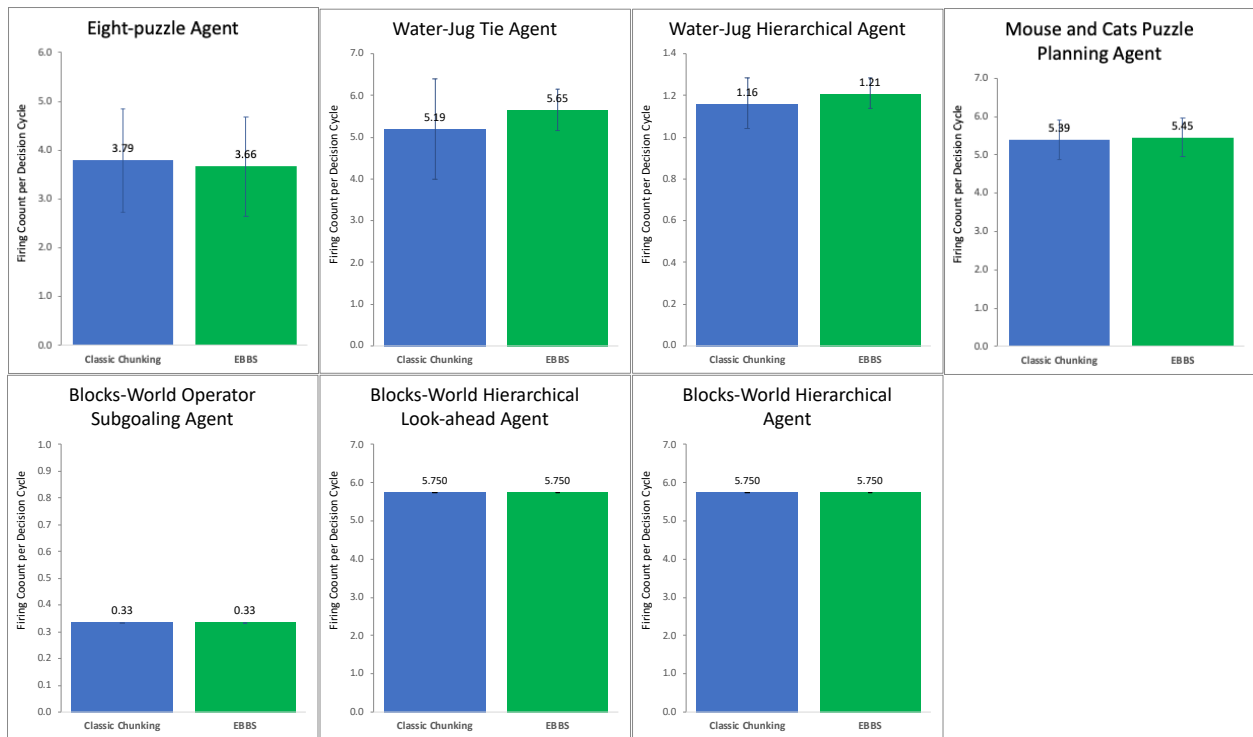 Eight-puzzle Agent
Firing Coount per Decision Cycle
6.0
5.0
4.0
3.0
2.0
1.0
0.0
3.79
3.66
Classic Chunking
EBBS
Water-Jug Tie Agent
Firing Coount per Decision Cycle
7.0
6.0
5.0
4.0
3.0
2.0
1.0
0.0
5.19
5.65
Classic Chunking
EBBS
Water-Jug Hierarchical Agent
Firing Coount per Decision Cycle
1.4
1.2
1.0
0.8
0.6
0.4
0.2
0.0
1.16
1.21
Classic Chunking
EBBS
Mouse and Cats Puzzle
Planning Agent
Firing Coount per Decision Cycle
7.0
6.0
5.0
4.0
3.0
2.0
1.0
0.0
5.39
5.45
Classic Chunking
EBBS
Blocks-World Operator
Subgoaling Agent
Firing Coount per Decision Cycle
1.0
0.9
0.8
0.7
0.6
0.5
0.4
0.3
0.2
0.1
0.0
0.33
0.33
Classic Chunking
EBBS
Blocks-World Hierarchical
Look-ahead Agent
Firing Coount per Decision Cycle
7.0
6.0
5.0
4.0
3.0
2.0
1.0
0.0
5.750
5.750
Classic Chunking
EBBS
Blocks-World Hierarchical
Agent
Firing Coount per Decision Cycle
7.0
6.0
5.0
4.0
3.0
2.0
1.0
0.0
5.750
5.750
Classic Chunking
EBBS